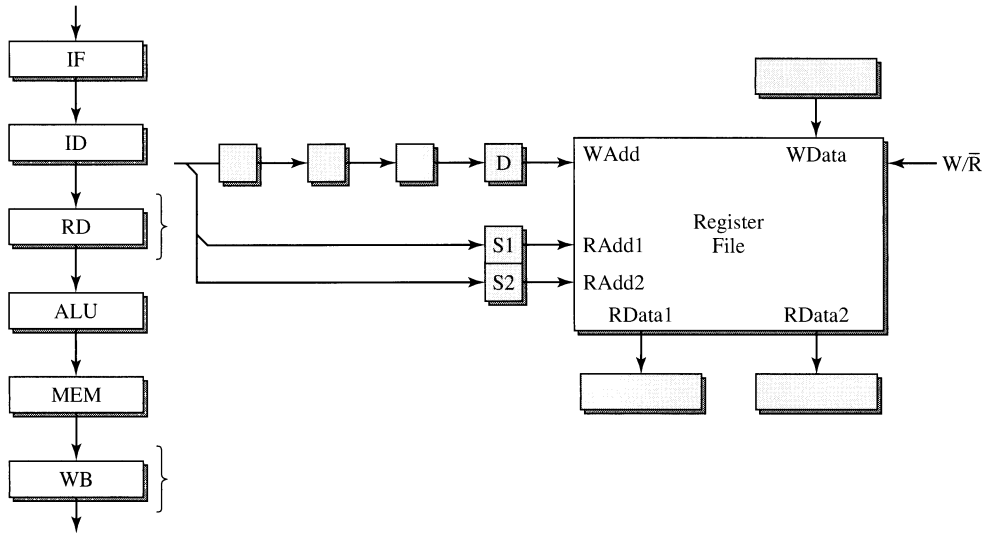 IF
ID
RD
ALU
MEM
WB
D
S1
S2
WAdd
WData
W/R̅
RAdd1
Register
File
RAdd2
RData1
RData2